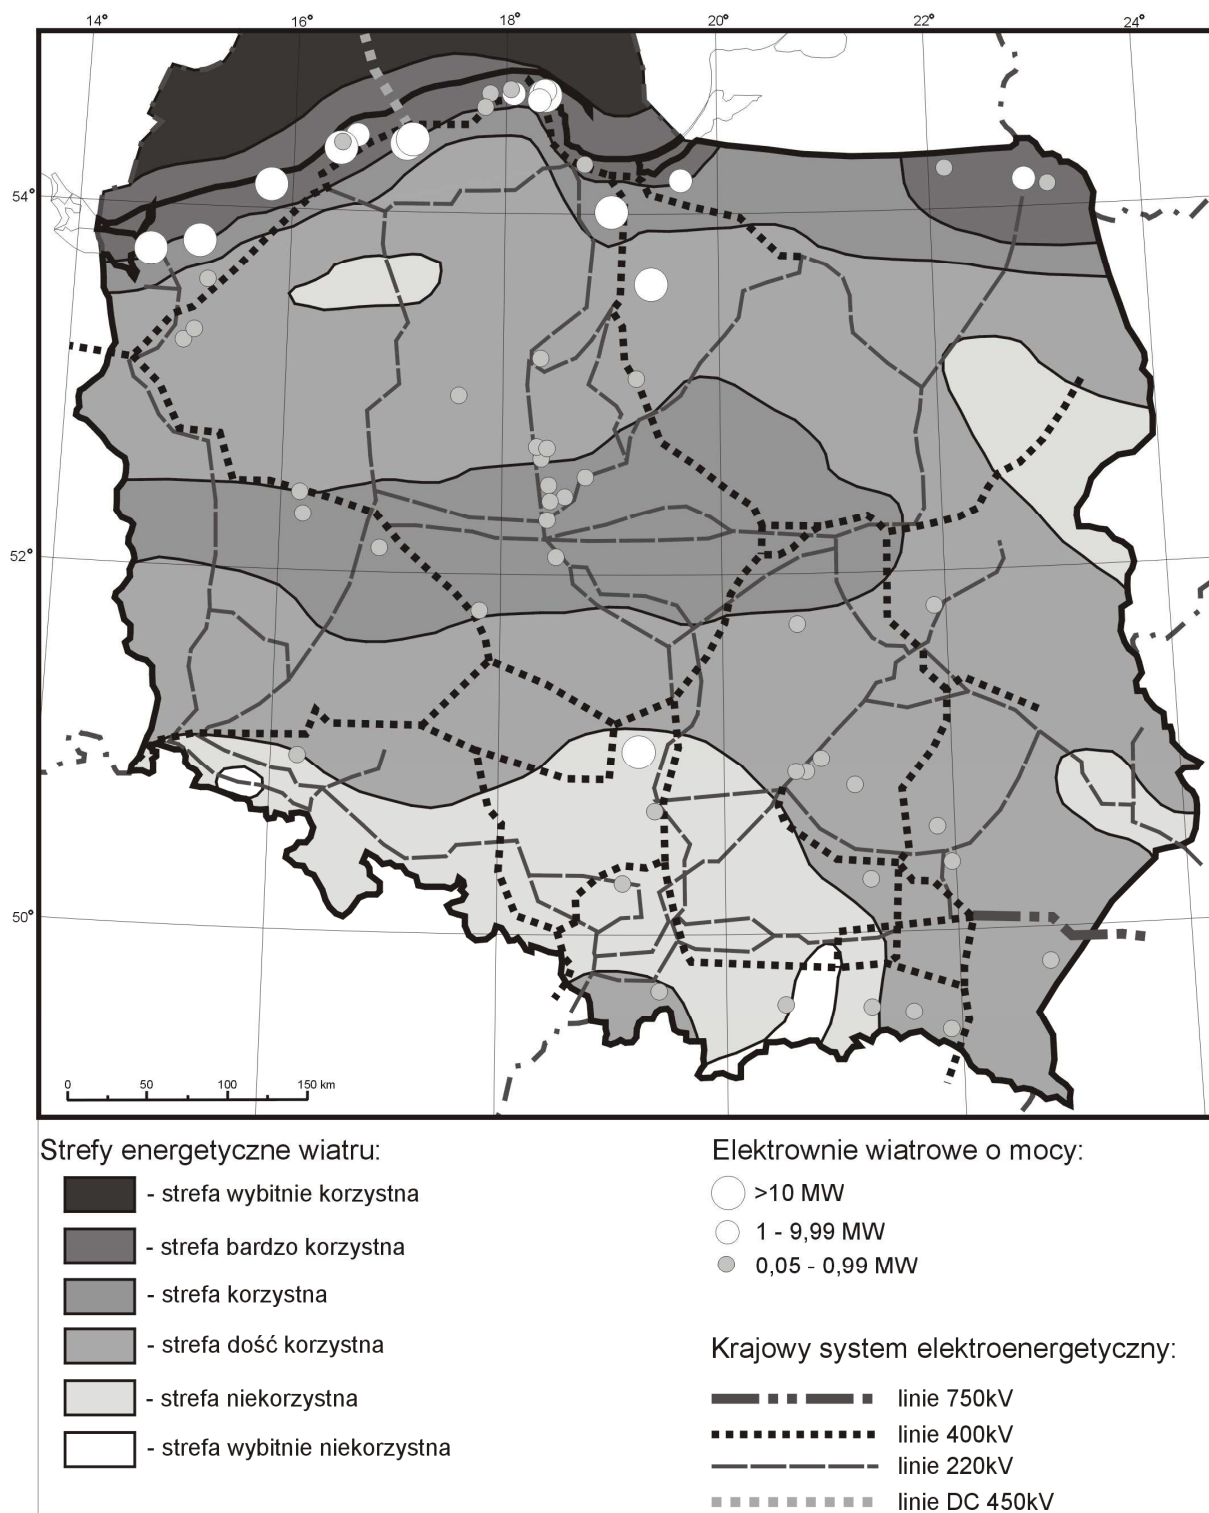 14° 16° 18° 20° 22° 24°
54°
52°
50°
0 50 100 150 km
Strefy energetyczne wiatru:
- strefa wybitnie korzystna
- strefa bardzo korzystna
- strefa korzystna
- strefa dość korzystna
- strefa niekorzystna
- strefa wybitnie niekorzystna
Elektrownie wiatrowe o mocy:
>10 MW
1 - 9,99 MW
0,05 - 0,99 MW
Krajowy system elektroenergetyczny:
linie 750kV
linie 400kV
linie 220kV
linie DC 450kV